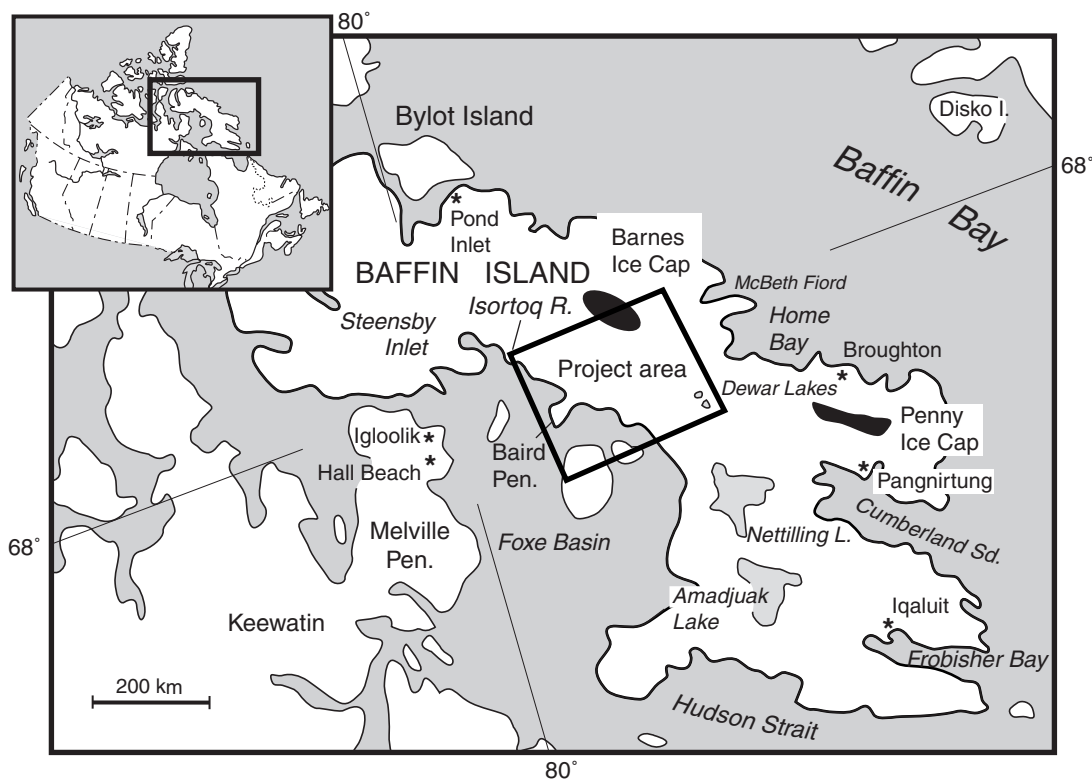 80°
Bylot Island
Disko I.
Baffin
Bay
68°
*
Pond
Inlet
Barnes
Ice Cap
BAFFIN ISLAND
McBeth Fiord
Isortoq R.
Steensby
Inlet
Home
Bay
Broughton
*
Project area
Dewar Lakes
Penny
Ice Cap
Igloolik *
Hall Beach *
Baird
Pen.
*
Pangnirtung
Melville
Pen.
Foxe Basin
Nettilling L.
Cumberland Sd.
68°
Keewatin
Amadjuak
Lake
Iqaluit
*
Frobisher Bay
200 km
Hudson Strait
80°